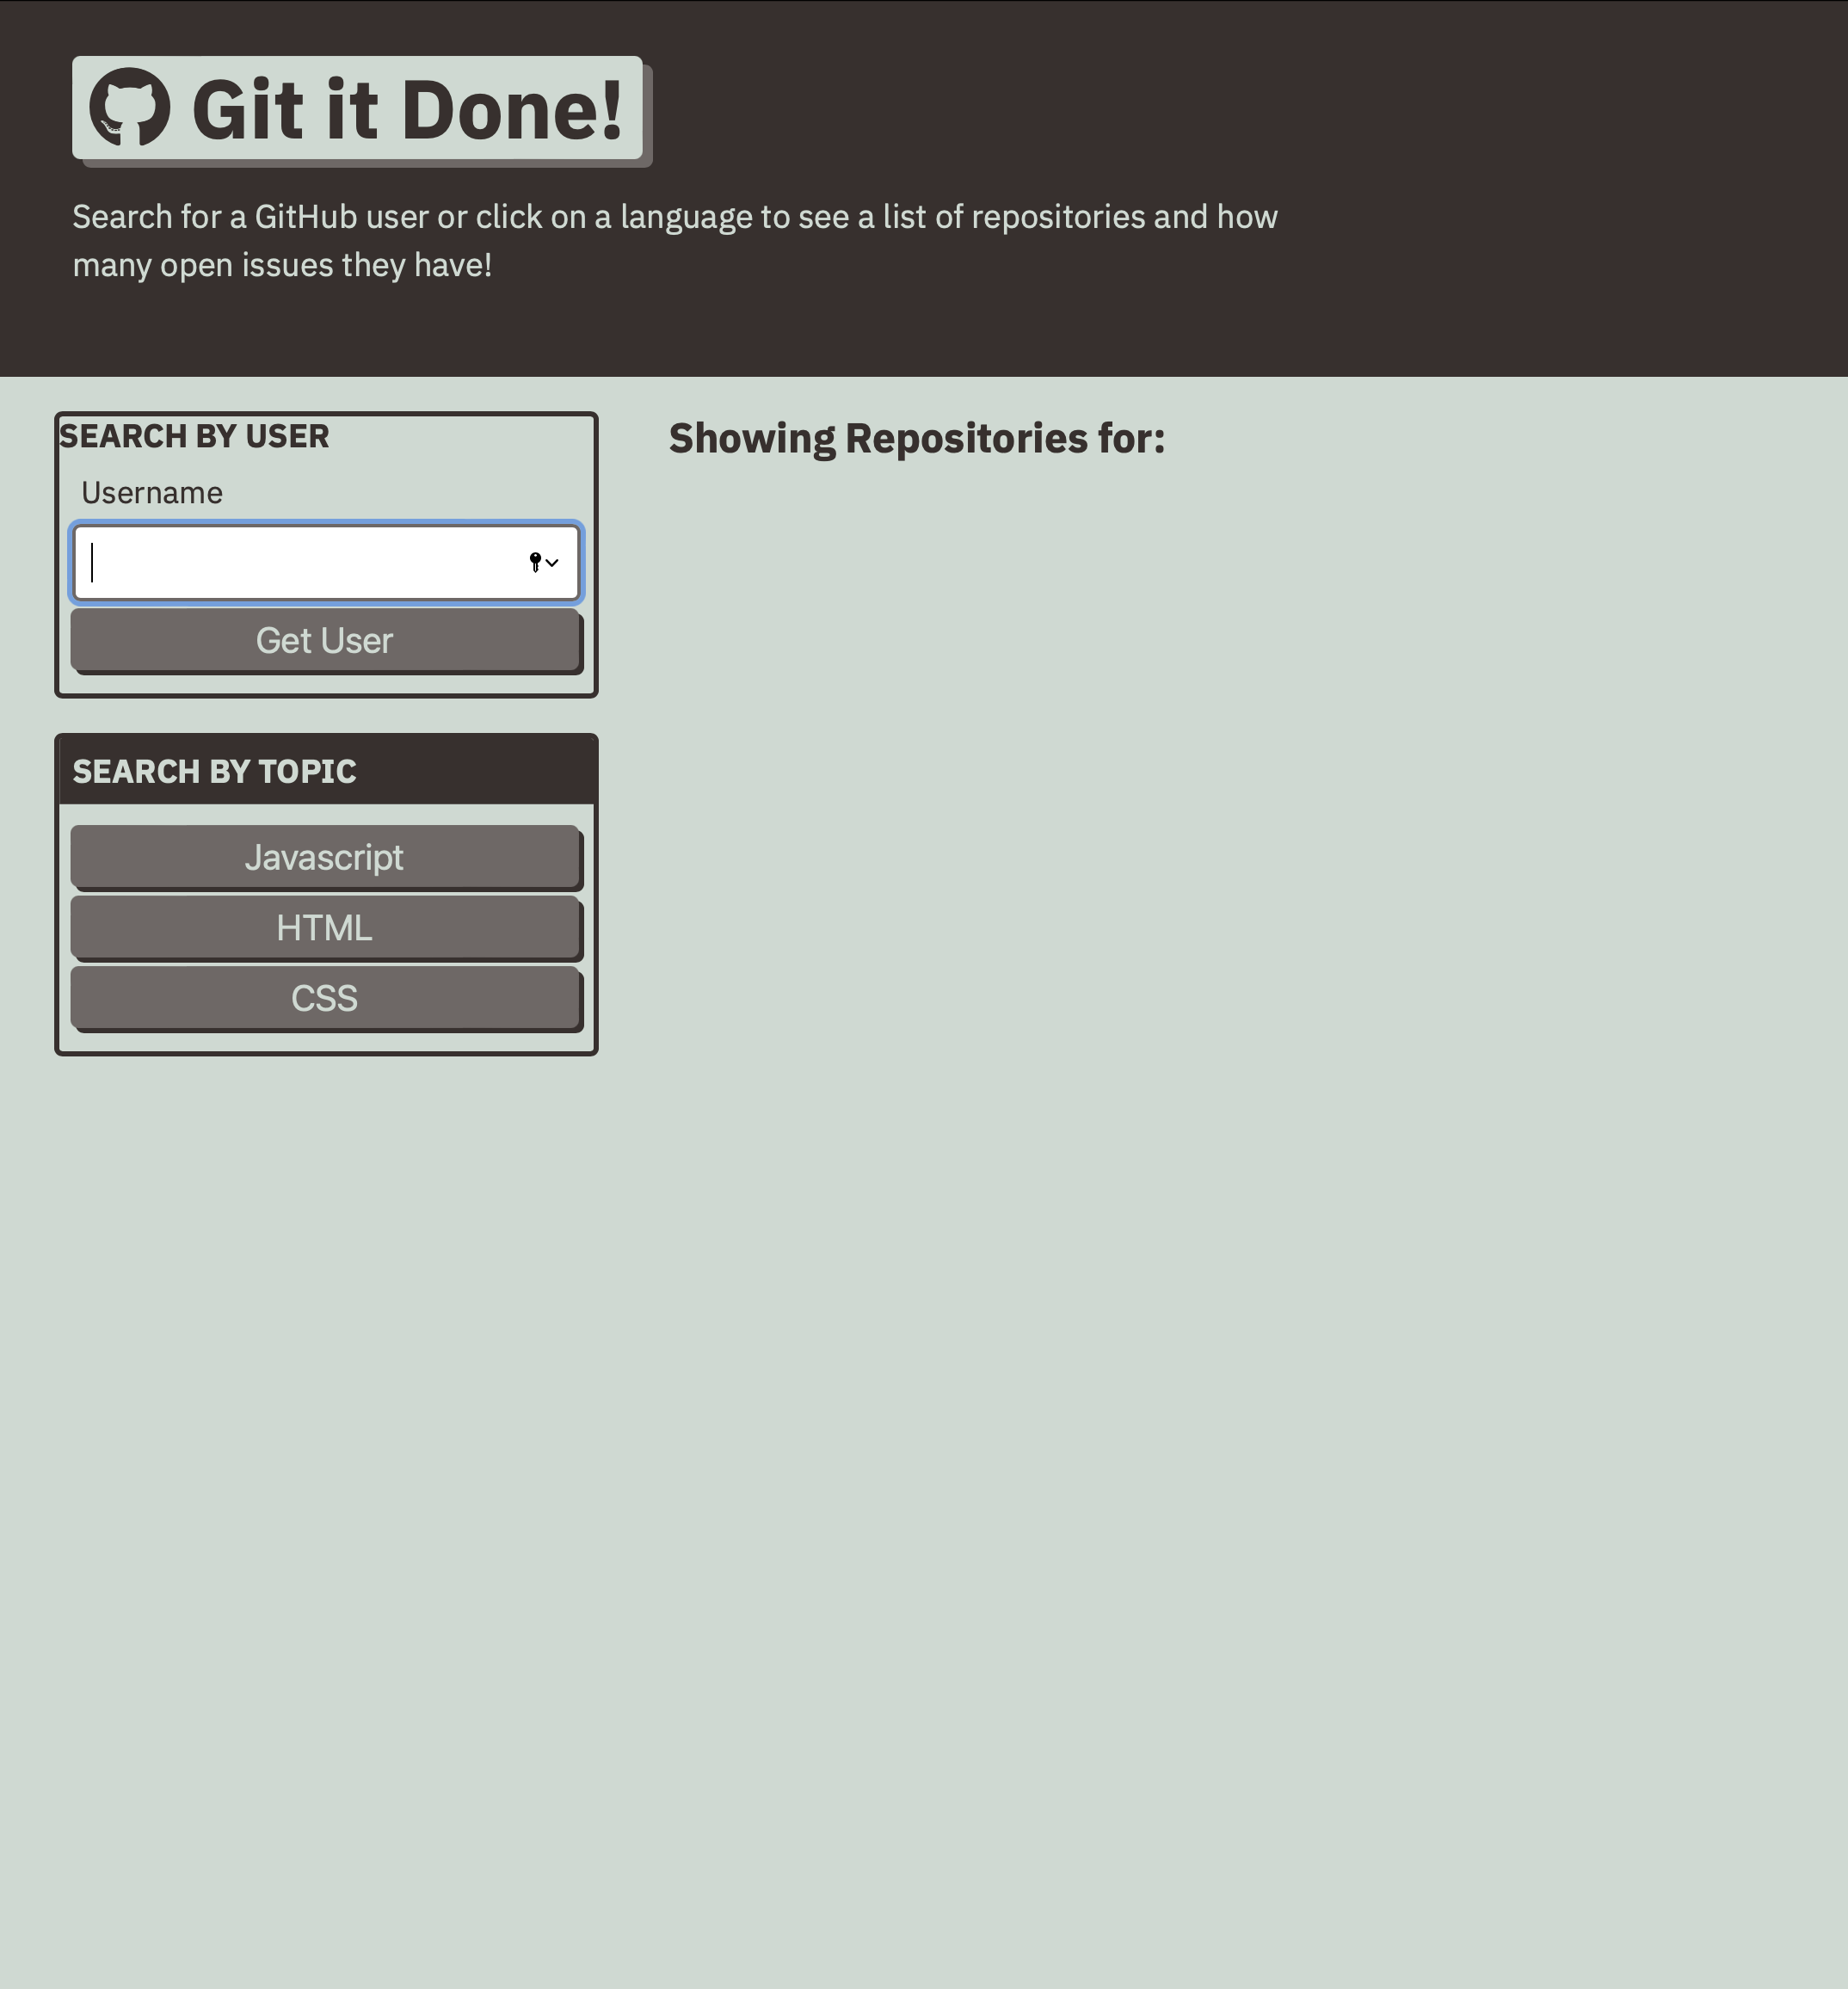 Git it Done!
Search for a GitHub user or click on a language to see a list of repositories and how
many open issues they have!
SEARCH BY USER
Username
Get User
SEARCH BY TOPIC
Javascript
HTML
CSS
Showing Repositories for: